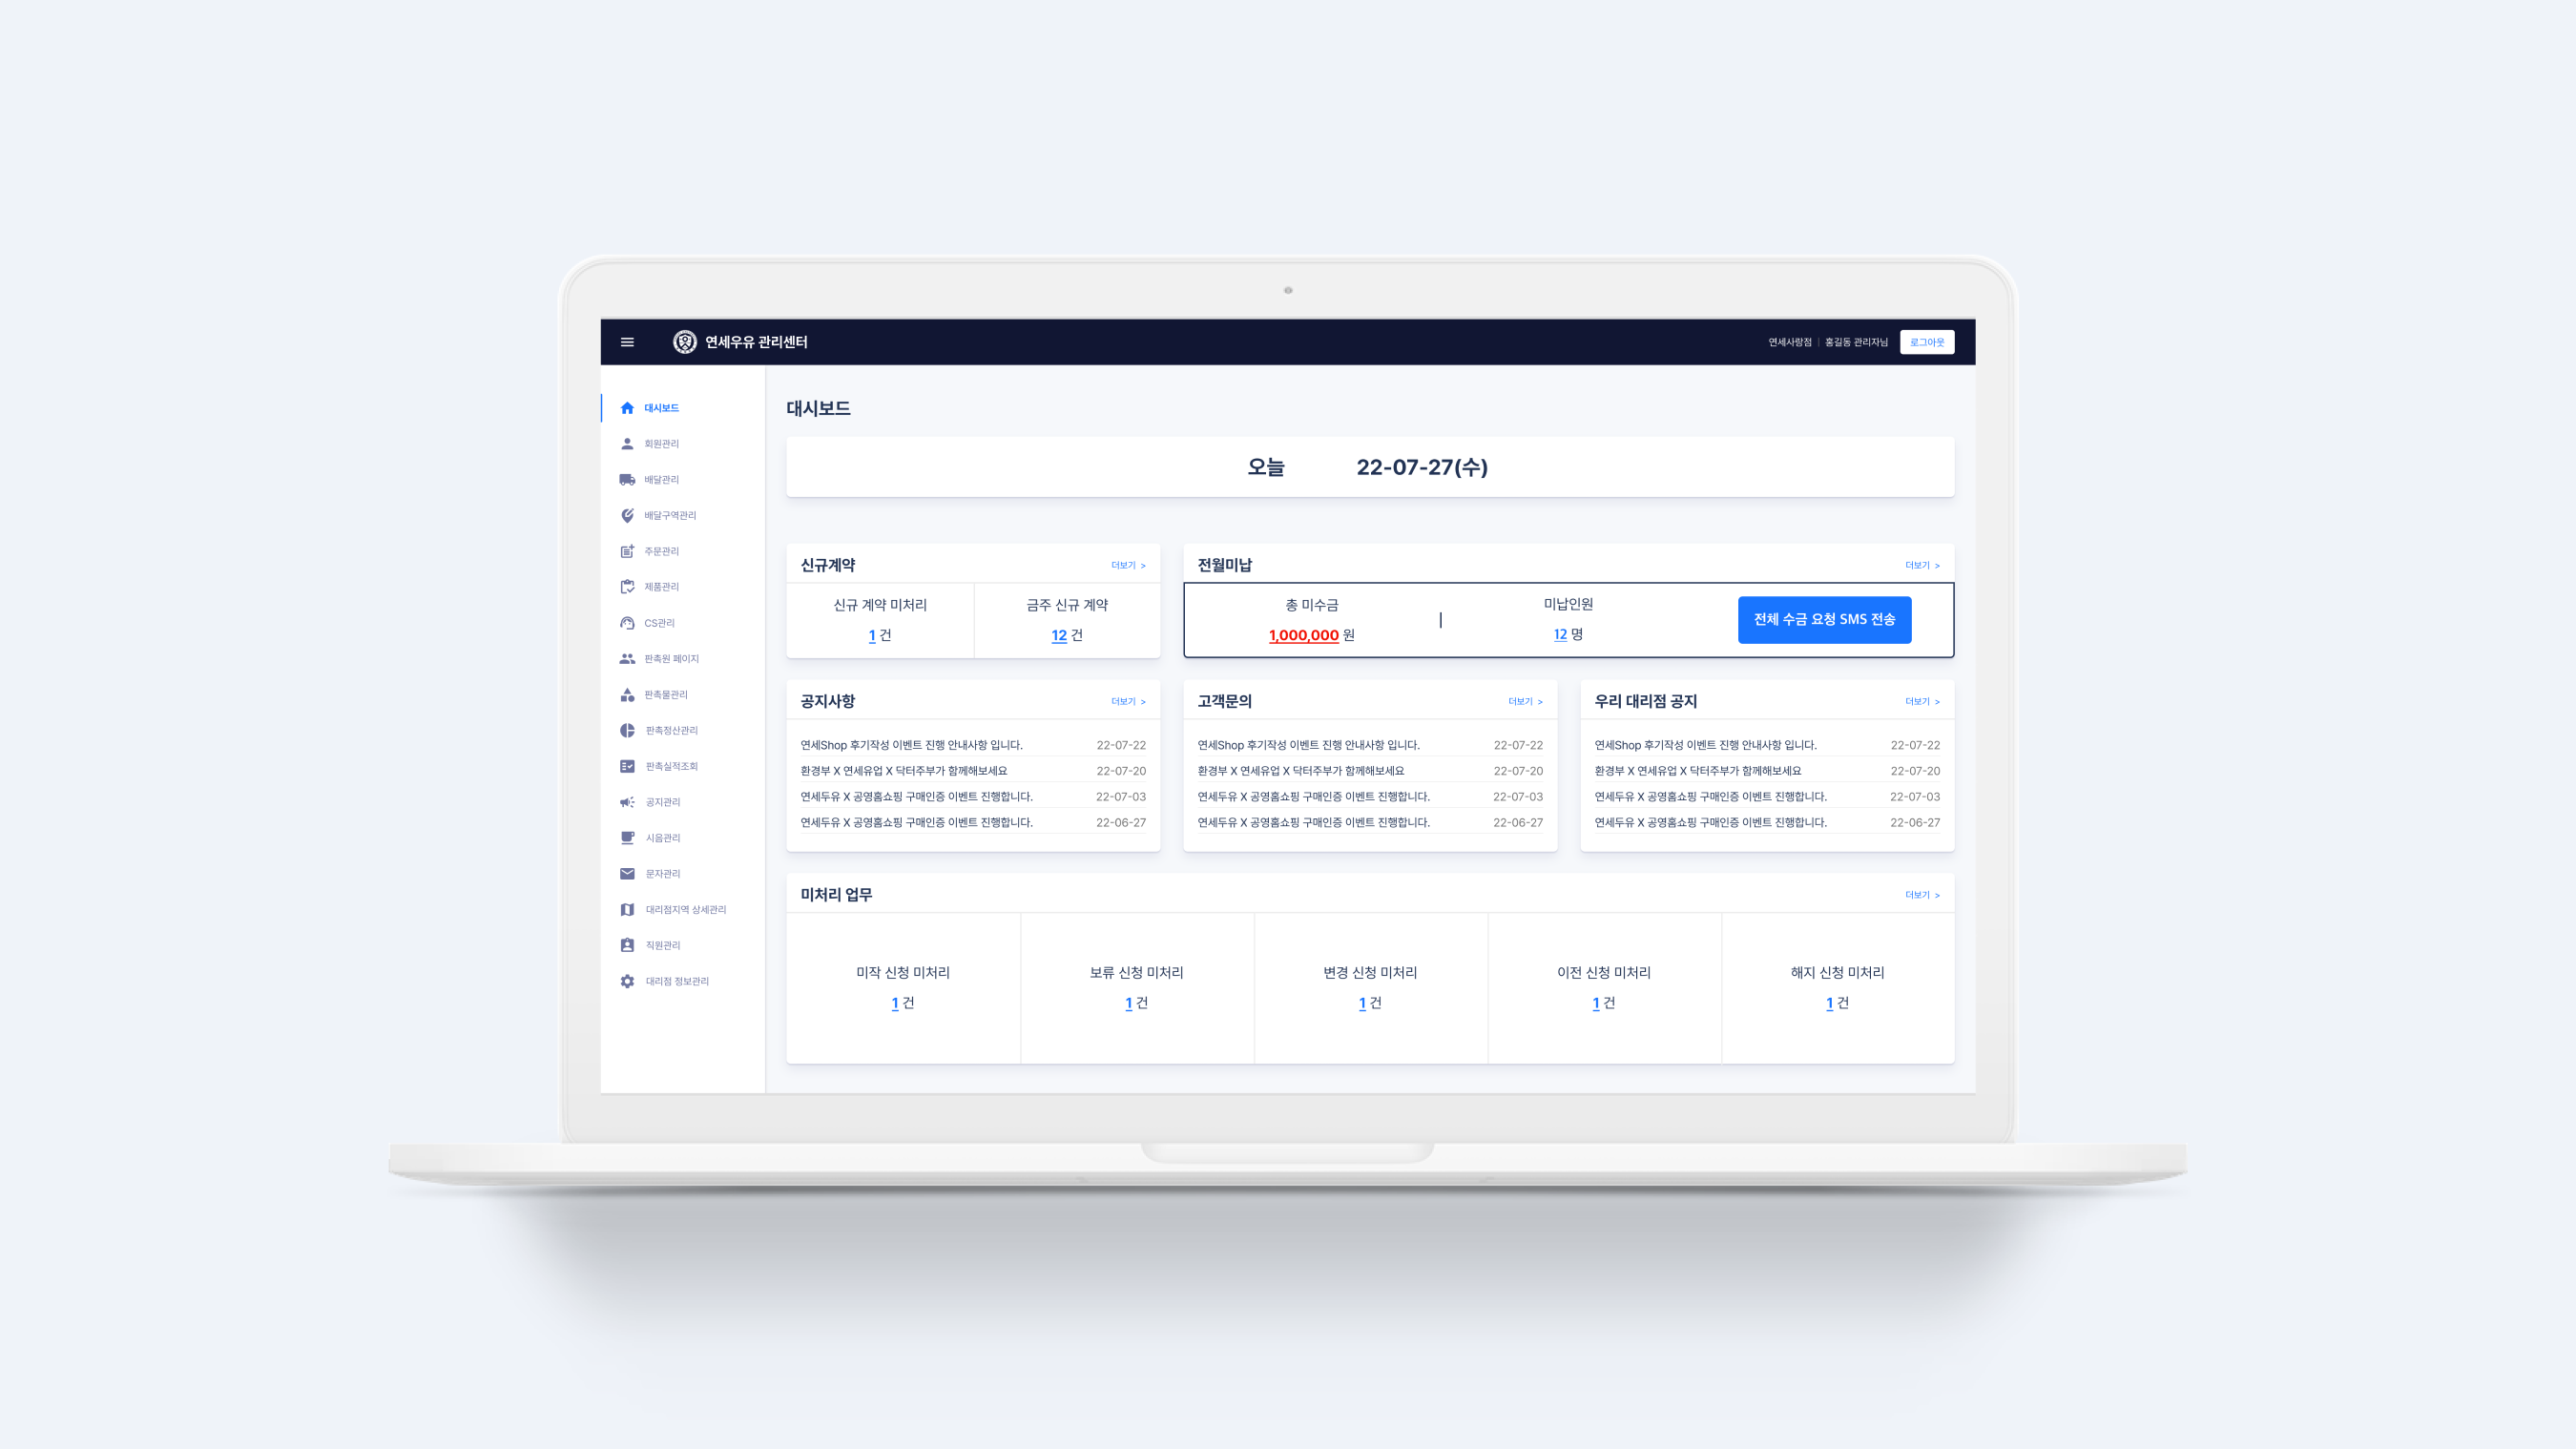 연세우유 관리센터
연세사랑점 | 홍길동 관리자님
로그아웃
대시보드
회원관리
배달관리
배달구역관리
주문관리
제품관리
CS관리
판촉원 페이지
판촉물관리
판촉정산관리
판촉실적조회
공지관리
시음관리
문자관리
대리점지역 상세관리
직원관리
대리점 정보관리
대시보드
오늘 22-07-27(수)
신규계약 더보기 >
신규 계약 미처리
1 건
금주 신규 계약
12 건
전월미납 더보기 >
총 미수금
1,000,000 원
|
미납인원
12 명
전체 수금 요청 SMS 전송
공지사항 더보기 >
연세Shop 후기작성 이벤트 진행 안내사항 입니다. 22-07-22
환경부 X 연세유업 X 닥터주부가 함께해보세요 22-07-20
연세두유 X 공영홈쇼핑 구매인증 이벤트 진행합니다. 22-07-03
연세두유 X 공영홈쇼핑 구매인증 이벤트 진행합니다. 22-06-27
고객문의 더보기 >
연세Shop 후기작성 이벤트 진행 안내사항 입니다. 22-07-22
환경부 X 연세유업 X 닥터주부가 함께해보세요 22-07-20
연세두유 X 공영홈쇼핑 구매인증 이벤트 진행합니다. 22-07-03
연세두유 X 공영홈쇼핑 구매인증 이벤트 진행합니다. 22-06-27
우리 대리점 공지 더보기 >
연세Shop 후기작성 이벤트 진행 안내사항 입니다. 22-07-22
환경부 X 연세유업 X 닥터주부가 함께해보세요 22-07-20
연세두유 X 공영홈쇼핑 구매인증 이벤트 진행합니다. 22-07-03
연세두유 X 공영홈쇼핑 구매인증 이벤트 진행합니다. 22-06-27
미처리 업무 더보기 >
미작 신청 미처리
1 건
보류 신청 미처리
1 건
변경 신청 미처리
1 건
이전 신청 미처리
1 건
해지 신청 미처리
1 건